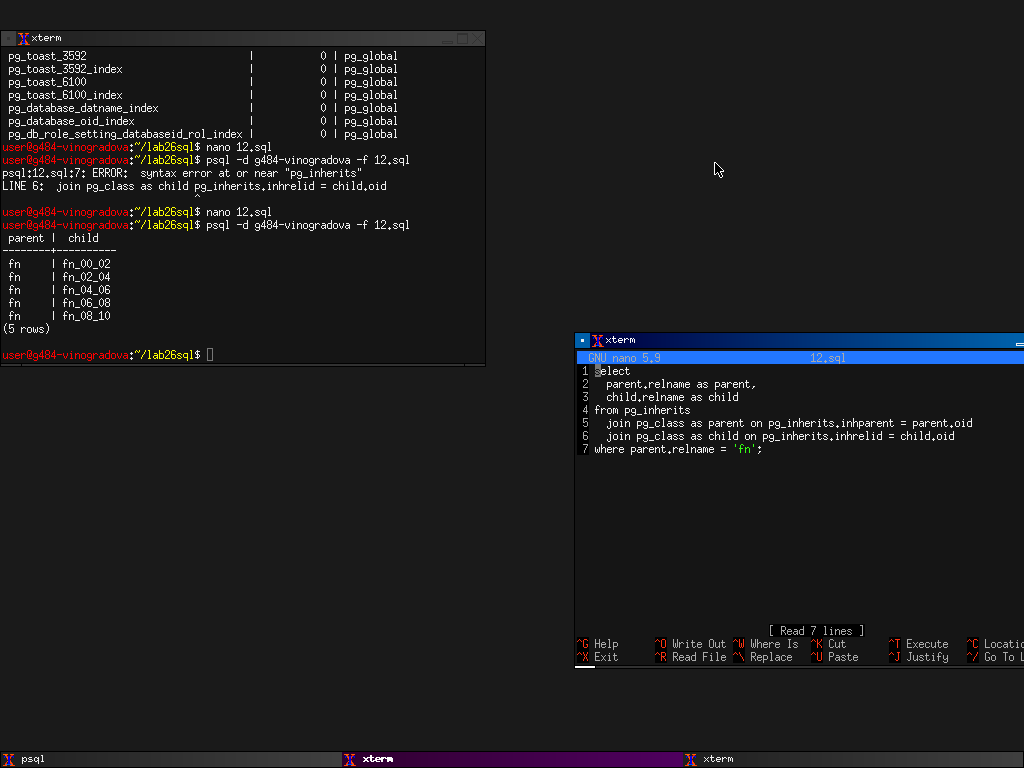 xterm
pg_toast_3592 | 0 | pg_global
pg_toast_3592_index | 0 | pg_global
pg_toast_6100 | 0 | pg_global
pg_toast_6100_index | 0 | pg_global
pg_database_datname_index | 0 | pg_global
pg_database_oid_index | 0 | pg_global
pg_db_role_setting_databaseid_rol_index | 0 | pg_global
user@g484-vinogradova:~/lab26sql$ nano 12.sql
user@g484-vinogradova:~/lab26sql$ psql -d g484-vinogradova -f 12.sql
psql:12.sql:7: ERROR:  syntax error at or near "pg_inherits"
LINE 6:  join pg_class as child pg_inherits.inhrelid = child.oid
^
user@g484-vinogradova:~/lab26sql$ nano 12.sql
user@g484-vinogradova:~/lab26sql$ psql -d g484-vinogradova -f 12.sql
parent |  child
--------+----------
fn     | fn_00_02
fn     | fn_02_04
fn     | fn_04_06
fn     | fn_06_08
fn     | fn_08_10
(5 rows)
user@g484-vinogradova:~/lab26sql$
xterm
GNU nano 5.9 12.sql
1 select
2   parent.relname as parent,
3   child.relname as child
4 from pg_inherits
5   join pg_class as parent on pg_inherits.inhparent = parent.oid
6   join pg_class as child on pg_inherits.inhrelid = child.oid
7 where parent.relname = 'fn';
[ Read 7 lines ]
^G Help ^O Write Out ^W Where Is ^K Cut ^T Execute ^C Locatio
^X Exit ^R Read File ^\ Replace ^U Paste ^J Justify ^/ Go To L
psql xterm xterm